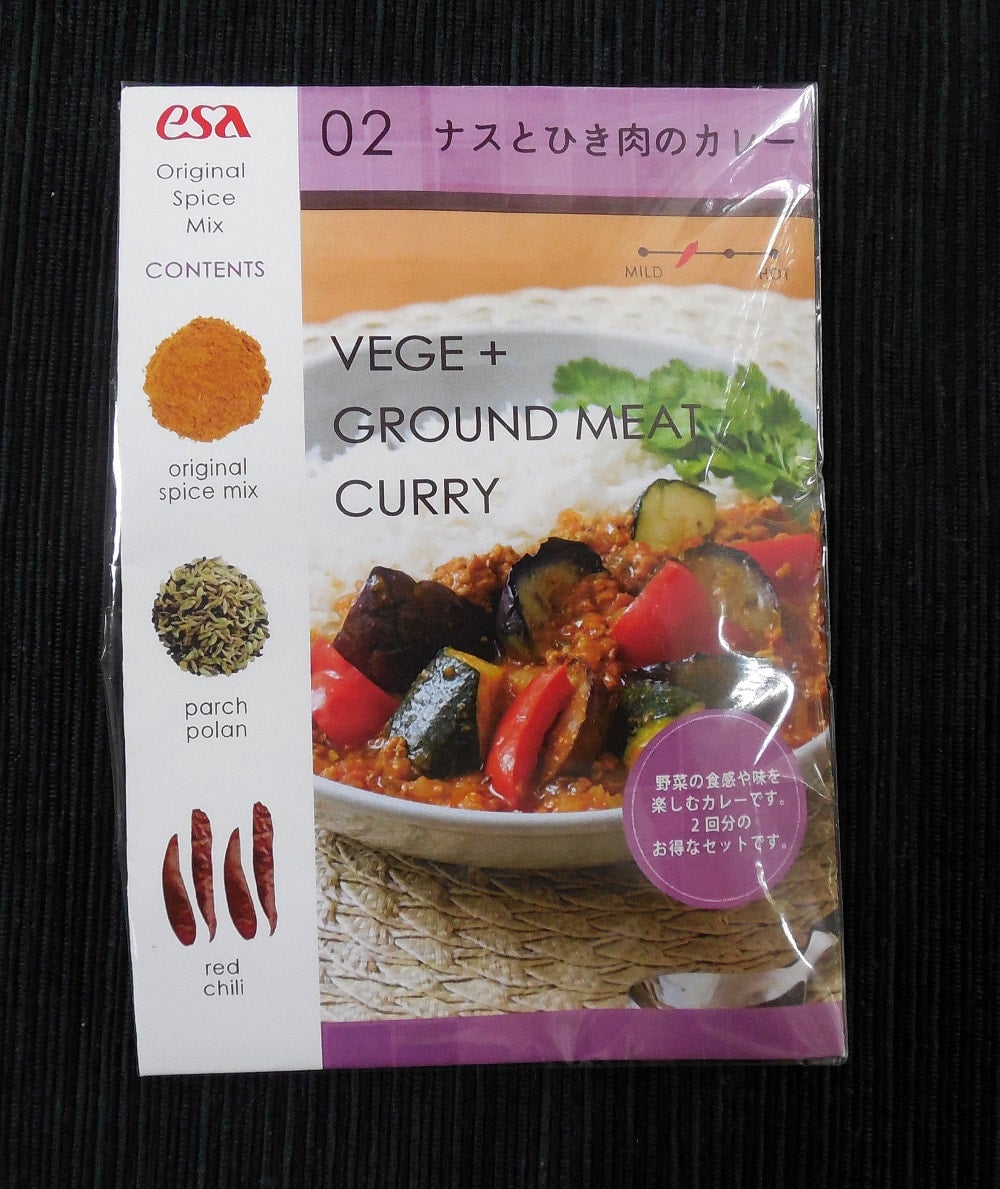 esa
Original
Spice
Mix
CONTENTS
original
spice mix
parch
polan
red
chili
02 ナスとひき肉のカレー
MILD
HOT
VEGE +
GROUND MEAT
CURRY
野菜の食感や味を
楽しむカレーです。
2回分の
お得なセットです。